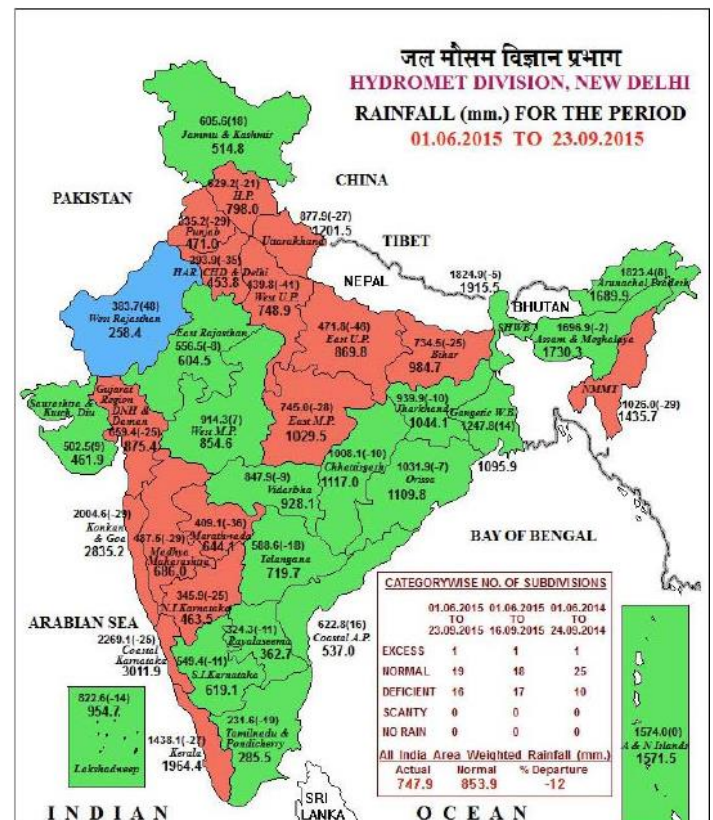 जल मौसम विज्ञान प्रभाग
HYDROMET DIVISION, NEW DELHI
RAINFALL (mm.) FOR THE PERIOD
01.06.2015 TO 23.09.2015
605.6(18)
Jammu & Kashmir
514.8
CHINA
PAKISTAN
629.2(-21)
H.P.
798.0
335.2(-29)
Punjab
471.0
877.9(-27)
1201.5
Uttarakhand
TIBET
293.9(-35)
HAR. CHD & Delhi
453.8
NEPAL
439.8(-41)
West U.P.
748.9
1824.9(-5)
1915.5
SHWB
BHUTAN
1823.4(8)
Arunachal Pradesh
1689.9
383.7(48)
West Rajasthan
258.4
East Rajasthan
556.5(-8)
604.5
471.8(-46)
East U.P.
869.8
734.5(-25)
Bihar
984.7
1696.9(-2)
Assam & Meghalaya
1730.3
NMMT
1026.0(-29)
1435.7
Gujarat
Region
DNH &
Daman
659.4(-25)
875.4
Saurashtra &
Kutch, Diu
502.5(9)
461.9
914.3(7)
West M.P.
854.6
745.0(-28)
East M.P.
1029.5
939.9(-10)
Jharkhand
1044.1
Gangetic W.B.
1247.8(14)
1095.9
1008.1(-10)
Chhattisgarh
1117.0
1031.9(-7)
Orissa
1109.8
847.9(-9)
Vidarbha
928.1
2004.6(-29)
Konkan
& Goa
2835.2
487.6(-29)
Madhya
Maharashtra
686.0
409.1(-36)
Marathwada
644.1
588.6(-18)
Telangana
719.7
BAY OF BENGAL
345.9(-25)
N.I.Karnataka
463.5
ARABIAN SEA
2269.1(-25)
Coastal
Karnataka
3011.9
324.3(-11)
Rayalaseema
362.7
622.8(16)
Coastal A.P.
537.0
549.4(-11)
S.I.Karnataka
619.1
822.6(-14)
954.7
Lakshadweep
1438.1(-27)
Kerala
1964.4
231.6(-19)
Tamilnadu &
Pondicherry
285.5
CATEGORYWISE NO. OF SUBDIVISIONS
01.06.2015 01.06.2015 01.06.2014
TO TO TO
23.09.2015 16.09.2015 24.09.2014
EXCESS 1 1 1
NORMAL 19 18 25
DEFICIENT 16 17 10
SCANTY 0 0 0
NO RAIN 0 0 0
All India Area Weighted Rainfall (mm.)
Actual Normal % Departure
747.9 853.9 -12
1574.0(0)
A & N Islands
1571.5
SRI
LANKA
INDIAN OCEAN